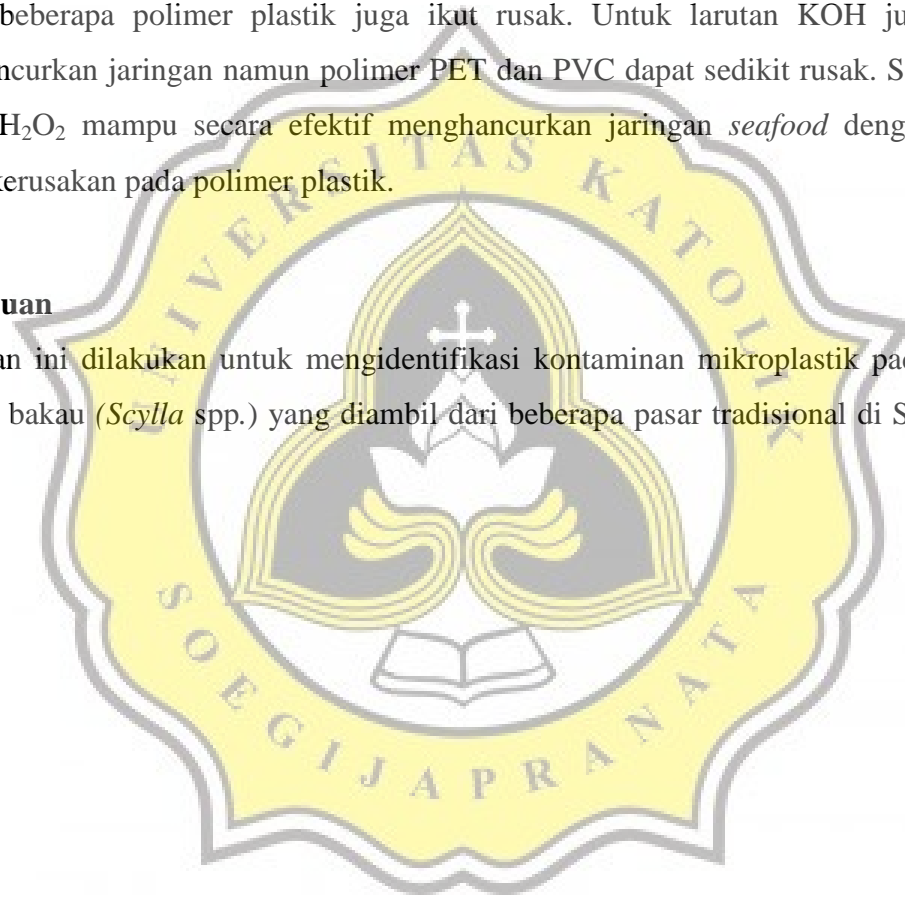 beberapa polimer plastik juga ikut rusak. Untuk larutan KOH ju
ncurkan jaringan namun polimer PET dan PVC dapat sedikit rusak. S
H₂O₂ mampu secara efektif menghancurkan jaringan seafood deng
kerusakan pada polimer plastik.
uan
an ini dilakukan untuk mengidentifikasi kontaminan mikroplastik pad
bakau (Scylla spp.) yang diambil dari beberapa pasar tradisional di S
UNIVERSITAS KATOLIK
SOEGIJAPRANATA